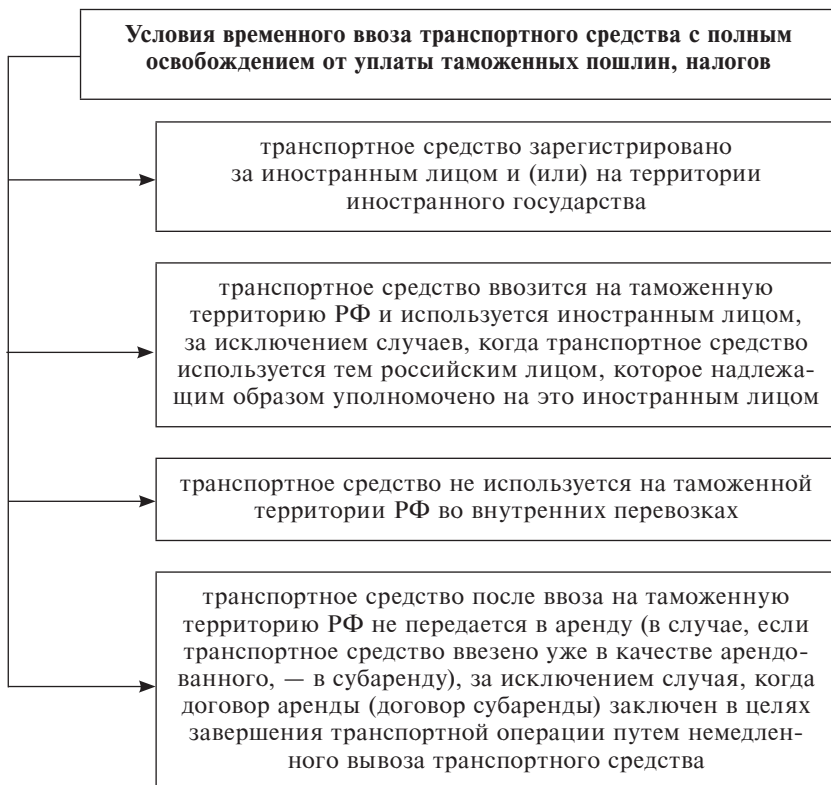 Условия временного ввоза транспортного средства с полным
освобождением от уплаты таможенных пошлин, налогов
транспортное средство зарегистрировано
за иностранным лицом и (или) на территории
иностранного государства
транспортное средство ввозится на таможенную
территорию РФ и используется иностранным лицом,
за исключением случаев, когда транспортное средство
используется тем российским лицом, которое надлежа-
щим образом уполномочено на это иностранным лицом
транспортное средство не используется на таможенной
территории РФ во внутренних перевозках
транспортное средство после ввоза на таможенную
территорию РФ не передается в аренду (в случае, если
транспортное средство ввезено уже в качестве арендо-
ванного, — в субаренду), за исключением случая, когда
договор аренды (договор субаренды) заключен в целях
завершения транспортной операции путем немедлен-
ного вывоза транспортного средства